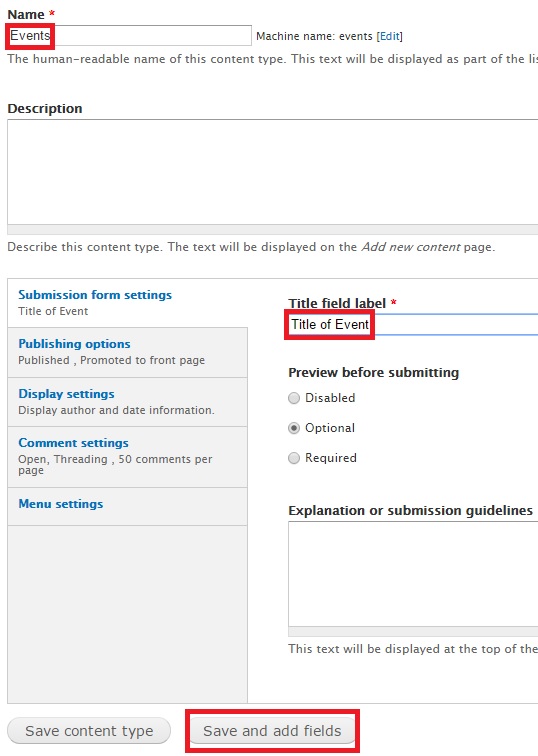 Name *
Events Machine name: events [Edit]
The human-readable name of this content type. This text will be displayed as part of the lis
Description
Describe this content type. The text will be displayed on the Add new content page.
Submission form settings
Title of Event
Publishing options
Published , Promoted to front page
Display settings
Display author and date information.
Comment settings
Open, Threading , 50 comments per
page
Menu settings
Title field label *
Title of Event
Preview before submitting
Disabled
Optional
Required
Explanation or submission guidelines
This text will be displayed at the top of the
Save content type Save and add fields